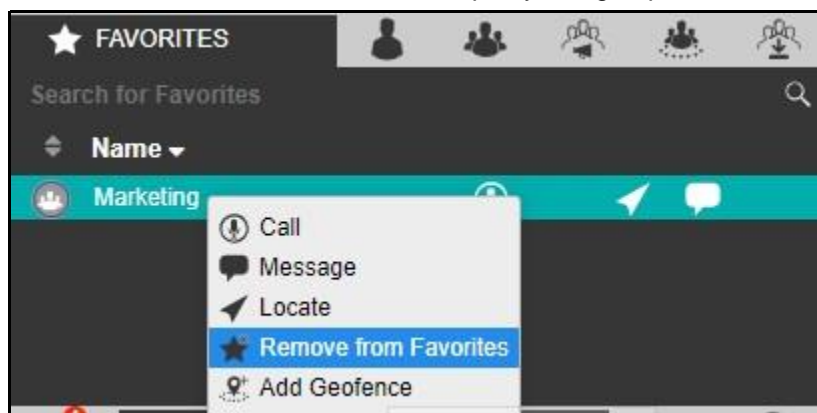 FAVORITES
Search for Favorites
Name
Marketing
Call
Message
Locate
Remove from Favorites
Add Geofence